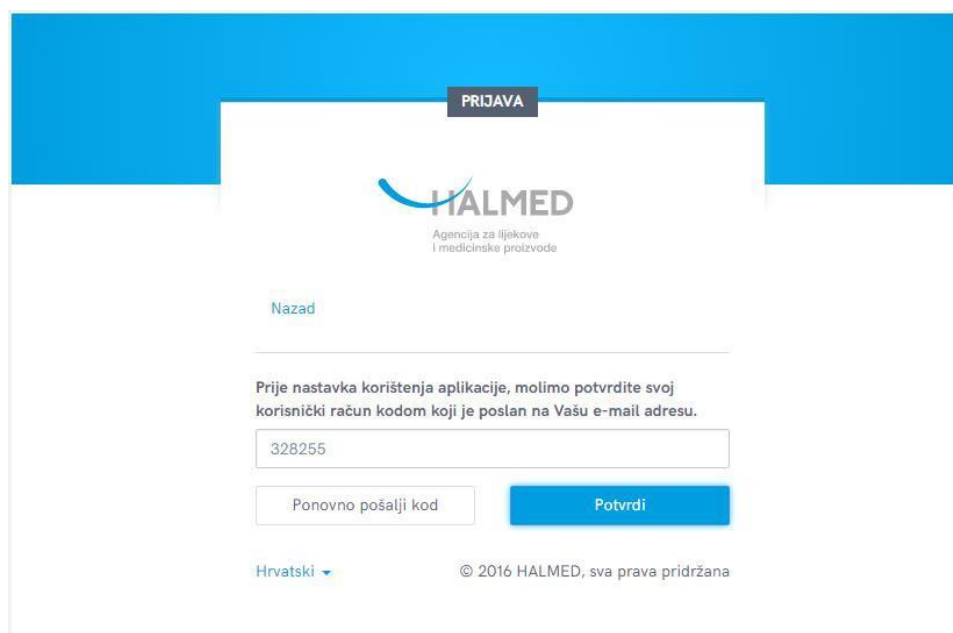 PRIJAVA
HALMED
Agencija za lijekove
i medicinske proizvode
Nazad
Prije nastavka korištenja aplikacije, molimo potvrdite svoj
korisnički račun kodom koji je poslan na Vašu e-mail adresu.
328255
Ponovno pošalji kod
Potvrdi
Hrvatski
© 2016 HALMED, sva prava pridržana